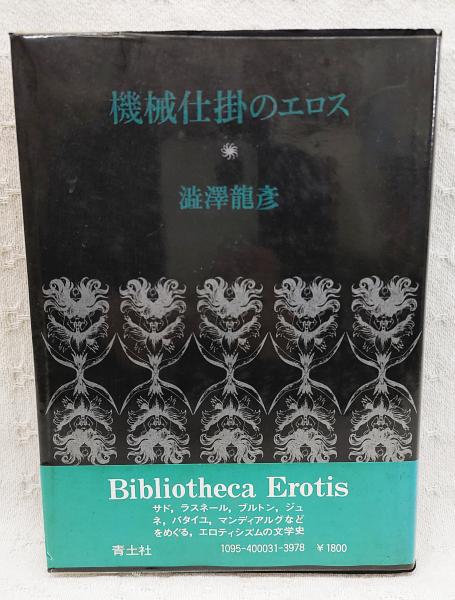 機械仕掛のエロス
澁澤龍彦
Bibliotheca Erotis
サド，ラスネール，ブルトン，ジュ
ネ，バタイユ，マンディアルグなど
をめぐる，エロティシズムの文学史
青土社
1095-400031-3978 ￥1800